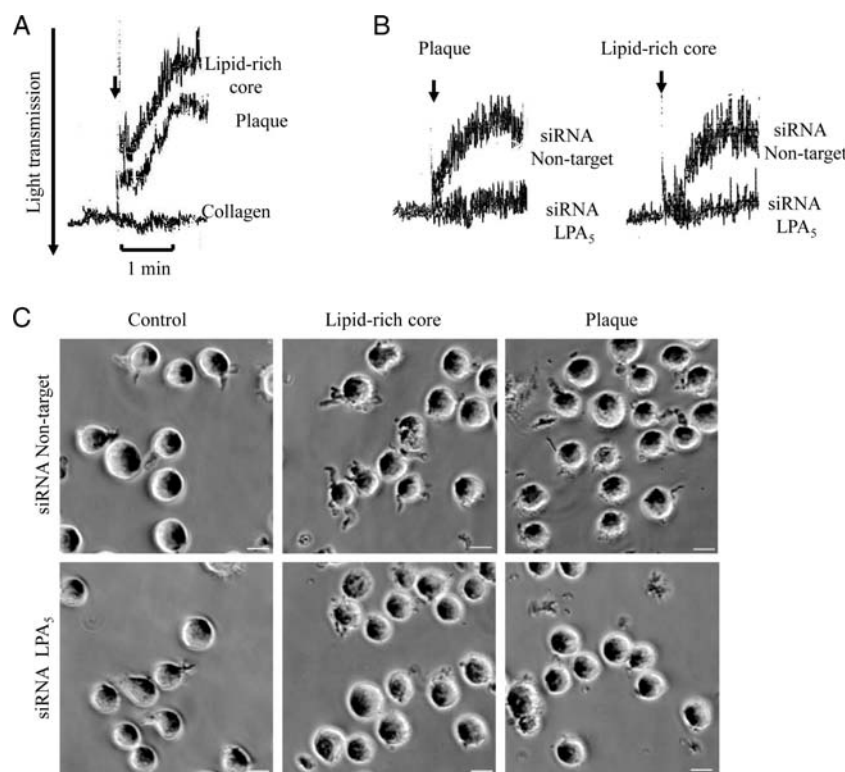 A
Light transmission
Lipid-rich
core
Plaque
Collagen
1 min
B
Plaque
Lipid-rich core
siRNA
Non-target
siRNA
LPA₅
siRNA
Non-target
siRNA
LPA₅
C
Control
Lipid-rich core
Plaque
siRNA Non-target
siRNA LPA₅